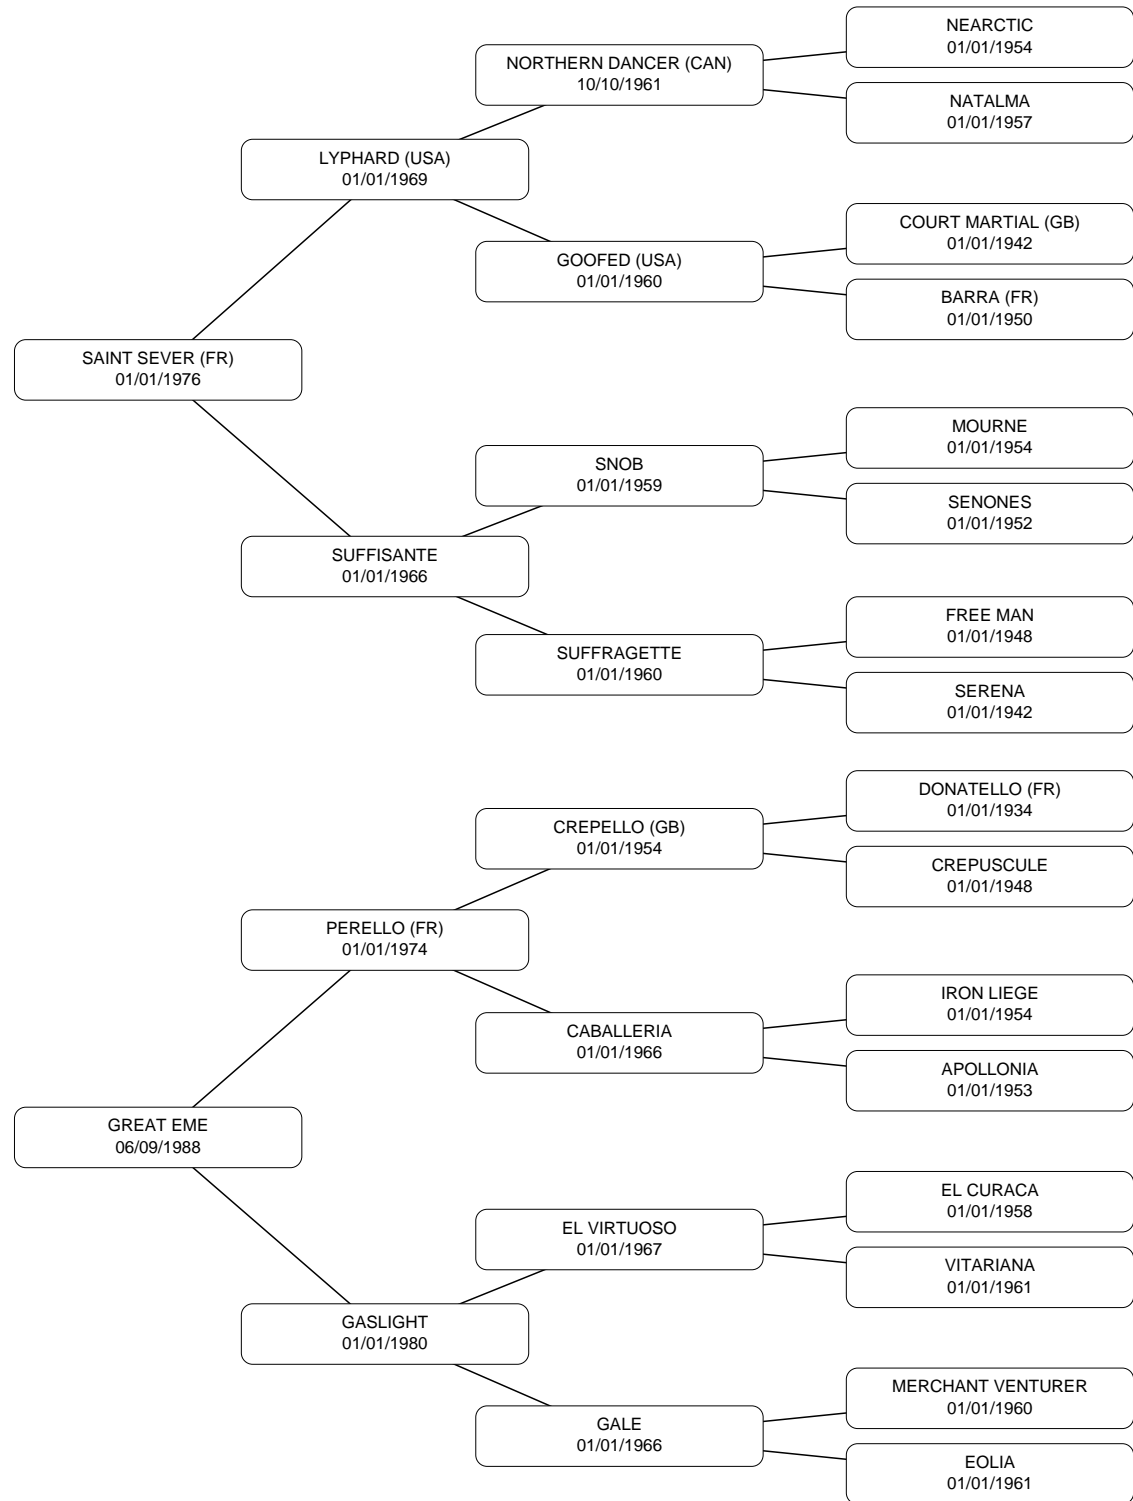 NEARCTIC
01/01/1954
NORTHERN DANCER (CAN)
10/10/1961
NATALMA
01/01/1957
LYPHARD (USA)
01/01/1969
COURT MARTIAL (GB)
01/01/1942
GOOFED (USA)
01/01/1960
BARRA (FR)
01/01/1950
SAINT SEVER (FR)
01/01/1976
MOURNE
01/01/1954
SNOB
01/01/1959
SENONES
01/01/1952
SUFFISANTE
01/01/1966
FREE MAN
01/01/1948
SUFFRAGETTE
01/01/1960
SERENA
01/01/1942
DONATELLO (FR)
01/01/1934
CREPELLO (GB)
01/01/1954
CREPUSCULE
01/01/1948
PERELLO (FR)
01/01/1974
IRON LIEGE
01/01/1954
CABALLERIA
01/01/1966
APOLLONIA
01/01/1953
GREAT EME
06/09/1988
EL CURACA
01/01/1958
EL VIRTUOSO
01/01/1967
VITARIANA
01/01/1961
GASLIGHT
01/01/1980
MERCHANT VENTURER
01/01/1960
GALE
01/01/1966
EOLIA
01/01/1961